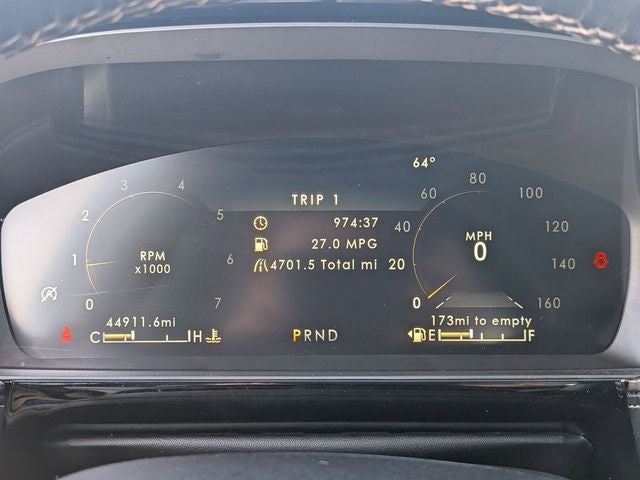 64°
TRIP 1
974:37
27.0 MPG
4701.5 Total mi
0 1 2 3 4 5 6 7
RPM
x1000
0 20 40 60 80 100 120 140 160
MPH
0
44911.6mi
C H
PRND
173mi to empty
E F